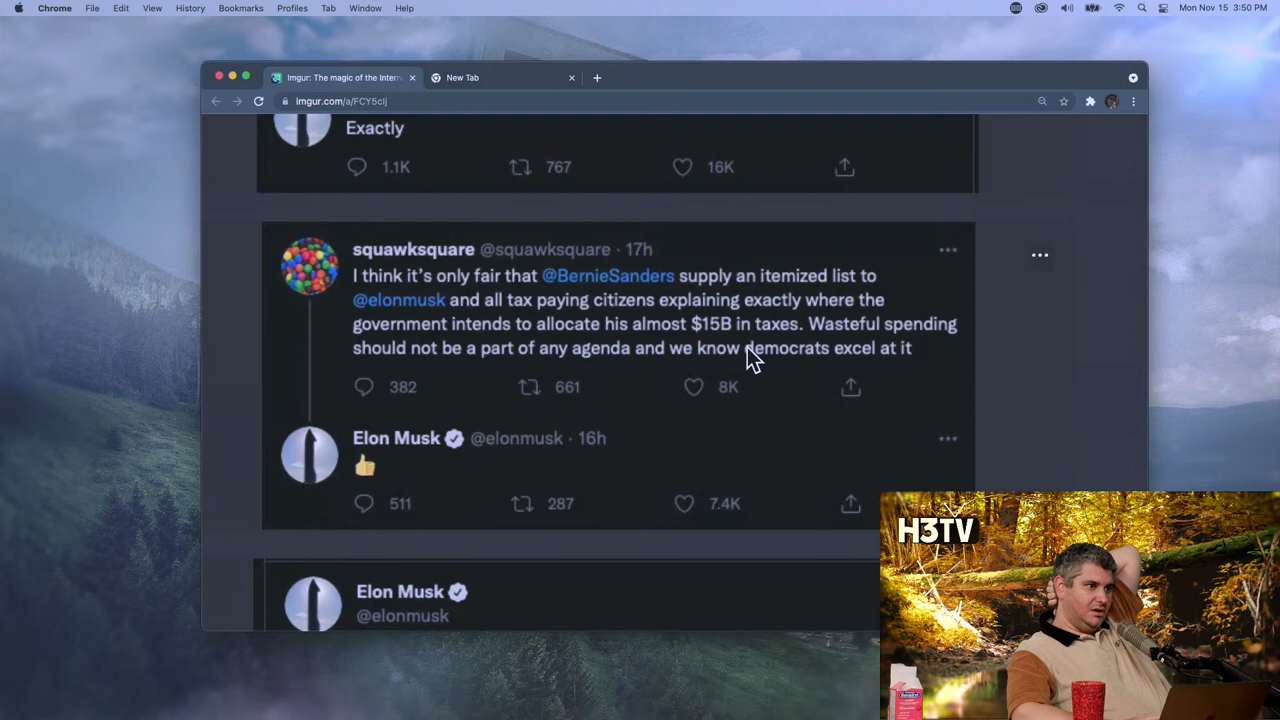 Chrome File Edit View History Bookmarks Profiles Tab Window Help Mon Nov 15 3:50 PM
Imgur: The magic of the Intern New Tab
imgur.com/a/FCY5clj
Exactly
1.1K 767 16K
squawksquare @squawksquare · 17h
I think it's only fair that @BernieSanders supply an itemized list to
@elonmusk and all tax paying citizens explaining exactly where the
government intends to allocate his almost $15B in taxes. Wasteful spending
should not be a part of any agenda and we know democrats excel at it
382 661 8K
Elon Musk @elonmusk · 16h
👍
511 287 7.4K
Elon Musk
@elonmusk
H3TV